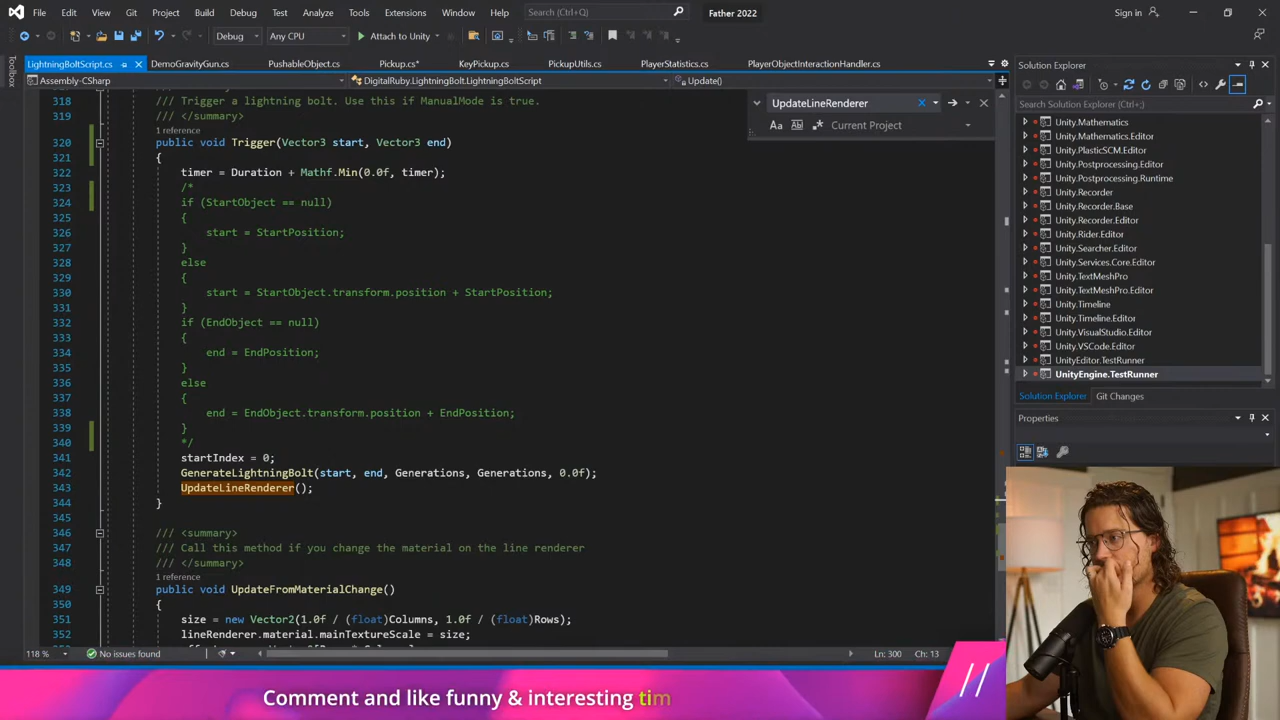 File Edit View Git Project Build Debug Test Analyze Tools Extensions Window Help Search (Ctrl+Q) Father 2022 Sign in
Debug Any CPU Attach to Unity
LightningBoltScript.cs DemoGravityGun.cs PushableObject.cs Pickup.cs* KeyPickup.cs PickupUtils.cs PlayerStatistics.cs PlayerObjectInteractionHandler.cs
Assembly-CSharp DigitalRuby.LightningBolt.LightningBoltScript Update()
UpdateLineRenderer
Aa Current Project
Toolbox
318 /// Trigger a lightning bolt. Use this if ManualMode is true.
319 /// </summary>
1 reference
320 public void Trigger(Vector3 start, Vector3 end)
321 {
322 timer = Duration + Mathf.Min(0.0f, timer);
323 /*
324 if (StartObject == null)
325 {
326 start = StartPosition;
327 }
328 else
329 {
330 start = StartObject.transform.position + StartPosition;
331 }
332 if (EndObject == null)
333 {
334 end = EndPosition;
335 }
336 else
337 {
338 end = EndObject.transform.position + EndPosition;
339 }
340 */
341 startIndex = 0;
342 GenerateLightningBolt(start, end, Generations, Generations, 0.0f);
343 UpdateLineRenderer();
344 }
345
346 /// <summary>
347 /// Call this method if you change the material on the line renderer
348 /// </summary>
1 reference
349 public void UpdateFromMaterialChange()
350 {
351 size = new Vector2(1.0f / (float)Columns, 1.0f / (float)Rows);
352 lineRenderer.material.mainTextureScale = size;
118 % No issues found Ln: 300 Ch: 13
Solution Explorer
Search Solution Explorer (Ctrl+;)
Unity.Mathematics
Unity.Mathematics.Editor
Unity.PlasticSCM.Editor
Unity.Postprocessing.Editor
Unity.Postprocessing.Runtime
Unity.Recorder
Unity.Recorder.Base
Unity.Recorder.Editor
Unity.Rider.Editor
Unity.Searcher.Editor
Unity.Services.Core.Editor
Unity.TextMeshPro
Unity.TextMeshPro.Editor
Unity.Timeline
Unity.Timeline.Editor
Unity.VisualStudio.Editor
Unity.VSCode.Editor
UnityEditor.TestRunner
UnityEngine.TestRunner
Solution Explorer Git Changes
Properties
Comment and like funny & interesting tim
//